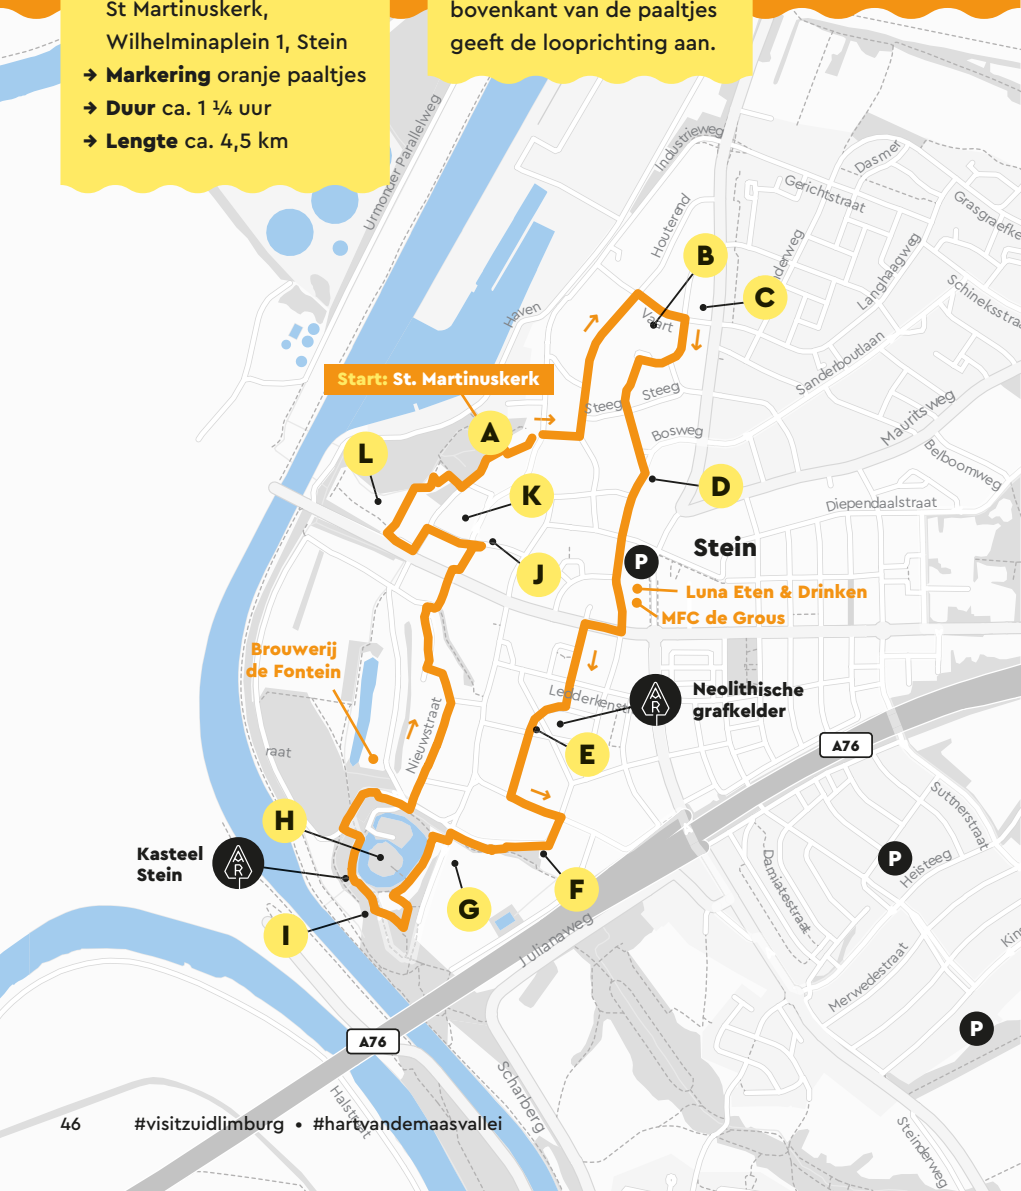 St Martinuskerk,
Wilhelminaplein 1, Stein
→ Markering oranje paaltjes
→ Duur ca. 1 ¼ uur
→ Lengte ca. 4,5 km
bovenkant van de paaltjes
geeft de looprichting aan.
Urmonder Parallelweg
Industrieweg
Houterend
Dasmer
Gerichtstraat
Langhaagweg
B
C
Vaart
Haven
Start: St. Martinuskerk
Steeg
Steeg
Sanderboutlaan
Mauritsweg
Bosweg
Belboomweg
A
L
K
D
Diependaalstraat
J
P
Stein
Luna Eten & Drinken
MFC de Grous
Brouwerij
de Fontein
Neolithische
grafkelder
AR
Nieuwstraat
raat
E
A76
H
Kasteel
Stein
AR
F
G
I
Julianaweg
Damiatestraat
Suttnerstraat
Heisteeg
P
Merwedestraat
P
A76
Scharberg
Halstraat
Steinderweg
46
#visitzuidlimburg • #hartvandemaasvallei